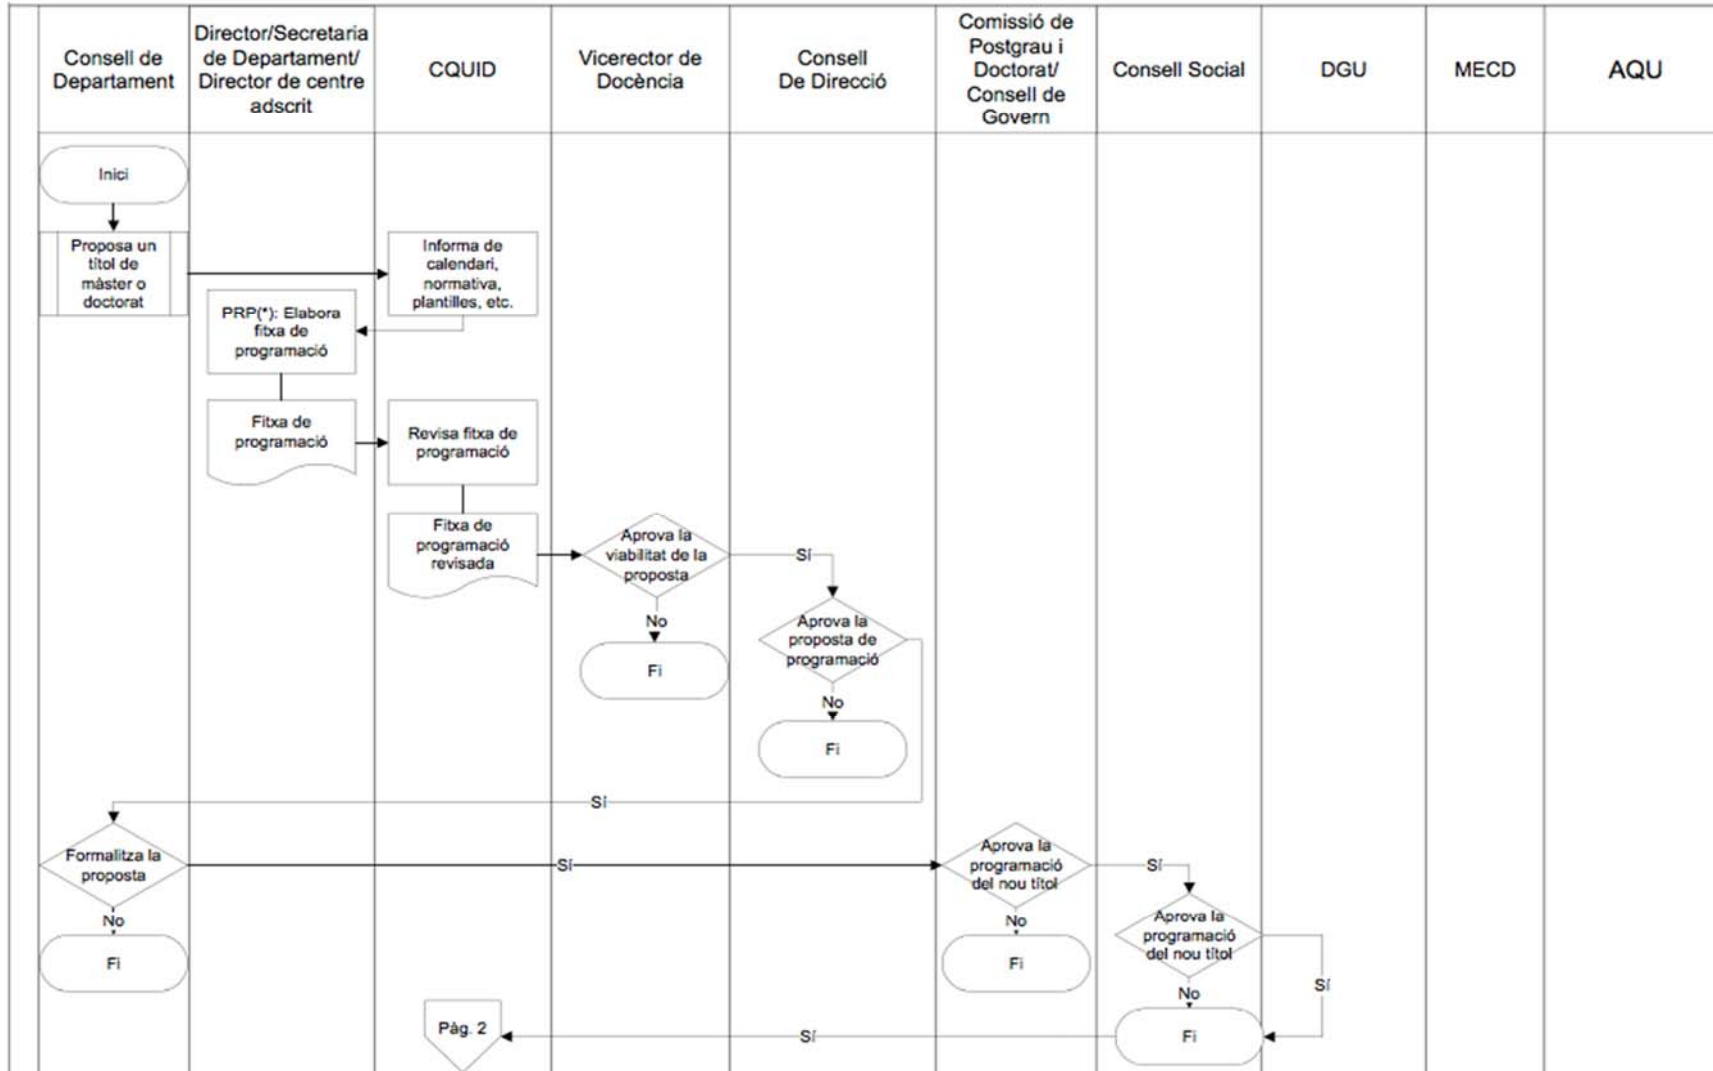 Consell de
Departament
Director/Secretaria
de Departament/
Director de centre
adscrit
CQUID
Vicerector de
Docència
Consell
De Direcció
Comissió de
Postgrau i
Doctorat/
Consell de
Govern
Consell Social
DGU
MECD
AQU
Inici
Proposa un
títol de
màster o
doctorat
Informa de
calendari,
normativa,
plantilles, etc.
PRP(*): Elabora
fitxa de
programació
Fitxa de
programació
Revisa fitxa de
programació
Fitxa de
programació
revisada
Aprova la
viabilitat de la
proposta
Sí
No
Fi
Aprova la
proposta de
programació
No
Fi
Sí
Formalitza la
proposta
Sí
No
Fi
Aprova la
programació
del nou títol
Sí
No
Fi
Aprova la
programació
del nou títol
Sí
No
Fi
Sí
Pàg. 2